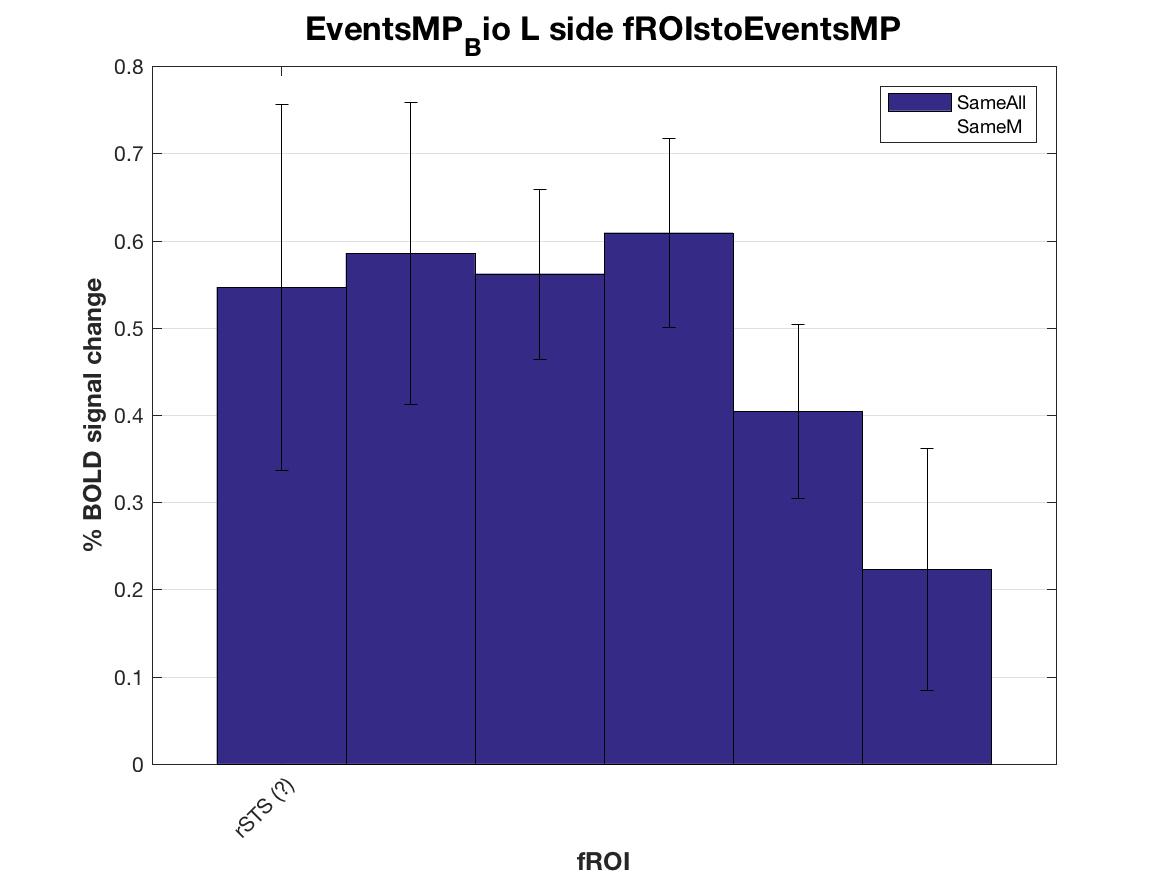 EventsMP_Bio L side fROIstoEventsMP
0.8
0.7
0.6
0.5
0.4
0.3
0.2
0.1
0
% BOLD signal change
SameAll
SameM
rSTS (?)
fROI